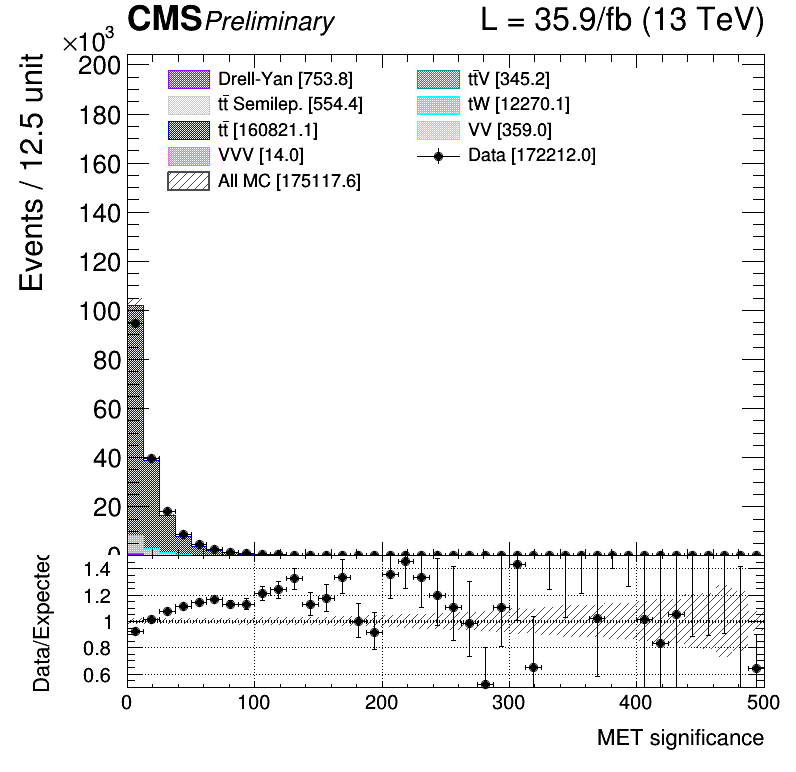 CMS Preliminary L = 35.9/fb (13 TeV)
×10³
Events / 12.5 unit
200
180
160
140
120
100
80
60
40
20
0
Drell-Yan [753.8]
tt̄ Semilep. [554.4]
tt̄ [160821.1]
VVV [14.0]
All MC [175117.6]
tt̄V [345.2]
tW [12270.1]
VV [359.0]
Data [172212.0]
Data/Expected
1.4
1.2
1
0.8
0.6
0 100 200 300 400 500
MET significance